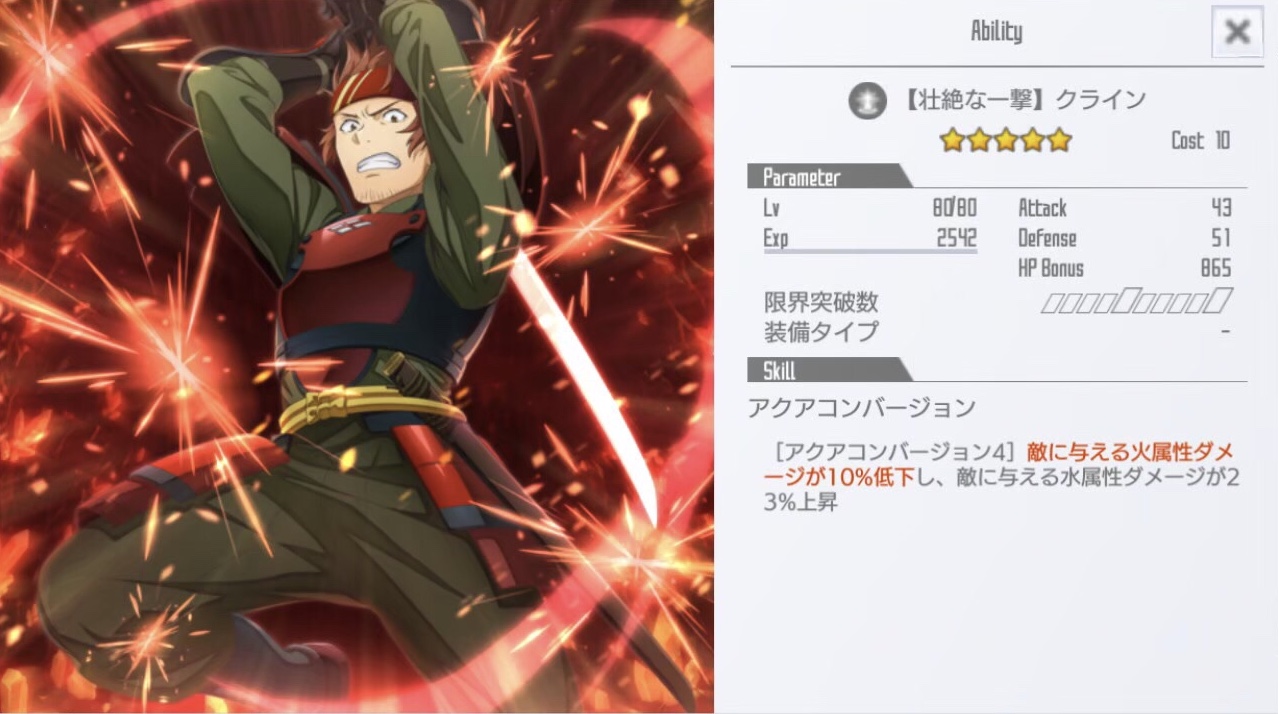 Ability
【壮絶な一撃】クライン
Cost 10
Parameter
Lv 80/80
Attack 43
Exp 2542
Defense 51
HP Bonus 865
限界突破数
装備タイプ -
Skill
アクアコンバージョン
［アクアコンバージョン4］敵に与える火属性ダメ
ージが10%低下し、敵に与える水属性ダメージが2
3%上昇